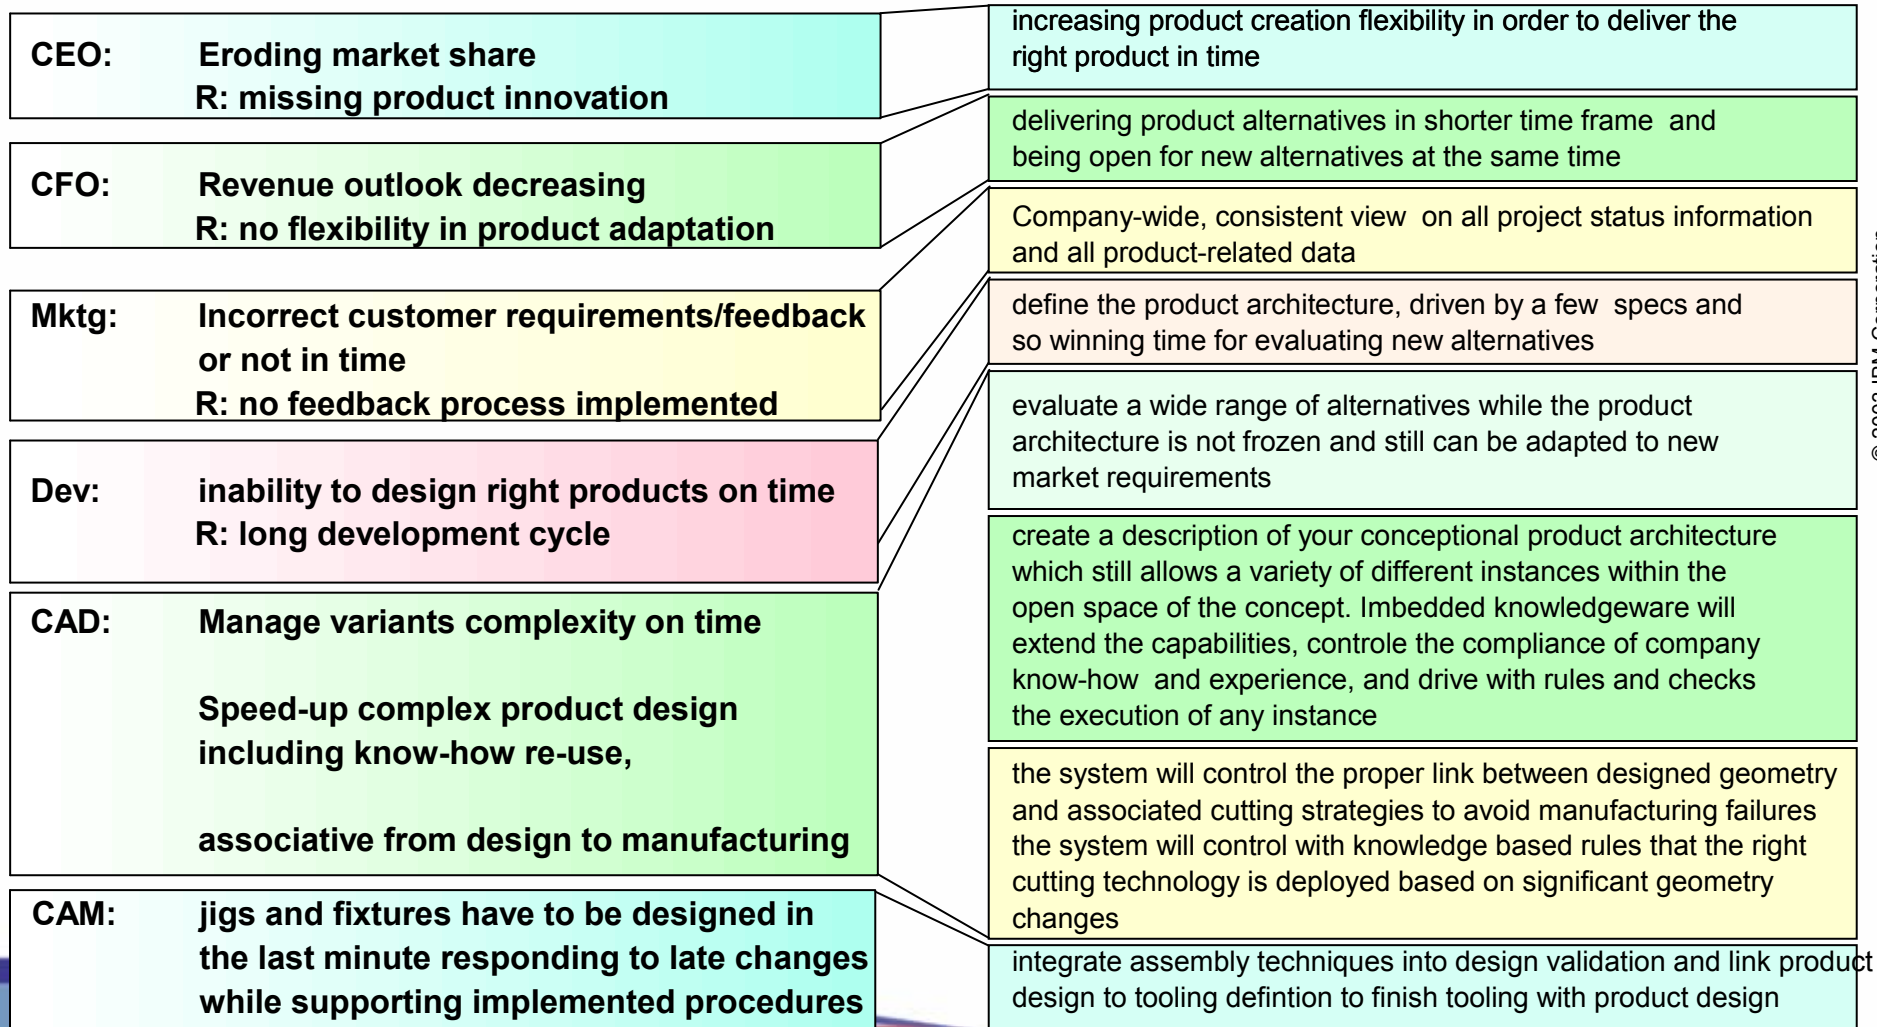 CEO: Eroding market share
R: missing product innovation
CFO: Revenue outlook decreasing
R: no flexibility in product adaptation
Mktg: Incorrect customer requirements/feedback
or not in time
R: no feedback process implemented
Dev: inability to design right products on time
R: long development cycle
CAD: Manage variants complexity on time
Speed-up complex product design
including know-how re-use,
associative from design to manufacturing
CAM: jigs and fixtures have to be designed in
the last minute responding to late changes
while supporting implemented procedures
increasing product creation flexibility in order to deliver the
right product in time
delivering product alternatives in shorter time frame and
being open for new alternatives at the same time
Company-wide, consistent view on all project status information
and all product-related data
define the product architecture, driven by a few specs and
so winning time for evaluating new alternatives
evaluate a wide range of alternatives while the product
architecture is not frozen and still can be adapted to new
market requirements
create a description of your conceptional product architecture
which still allows a variety of different instances within the
open space of the concept. Imbedded knowledgeware will
extend the capabilities, controle the compliance of company
know-how and experience, and drive with rules and checks
the execution of any instance
the system will control the proper link between designed geometry
and associated cutting strategies to avoid manufacturing failures
the system will control with knowledge based rules that the right
cutting technology is deployed based on significant geometry
changes
integrate assembly techniques into design validation and link product
design to tooling defintion to finish tooling with product design